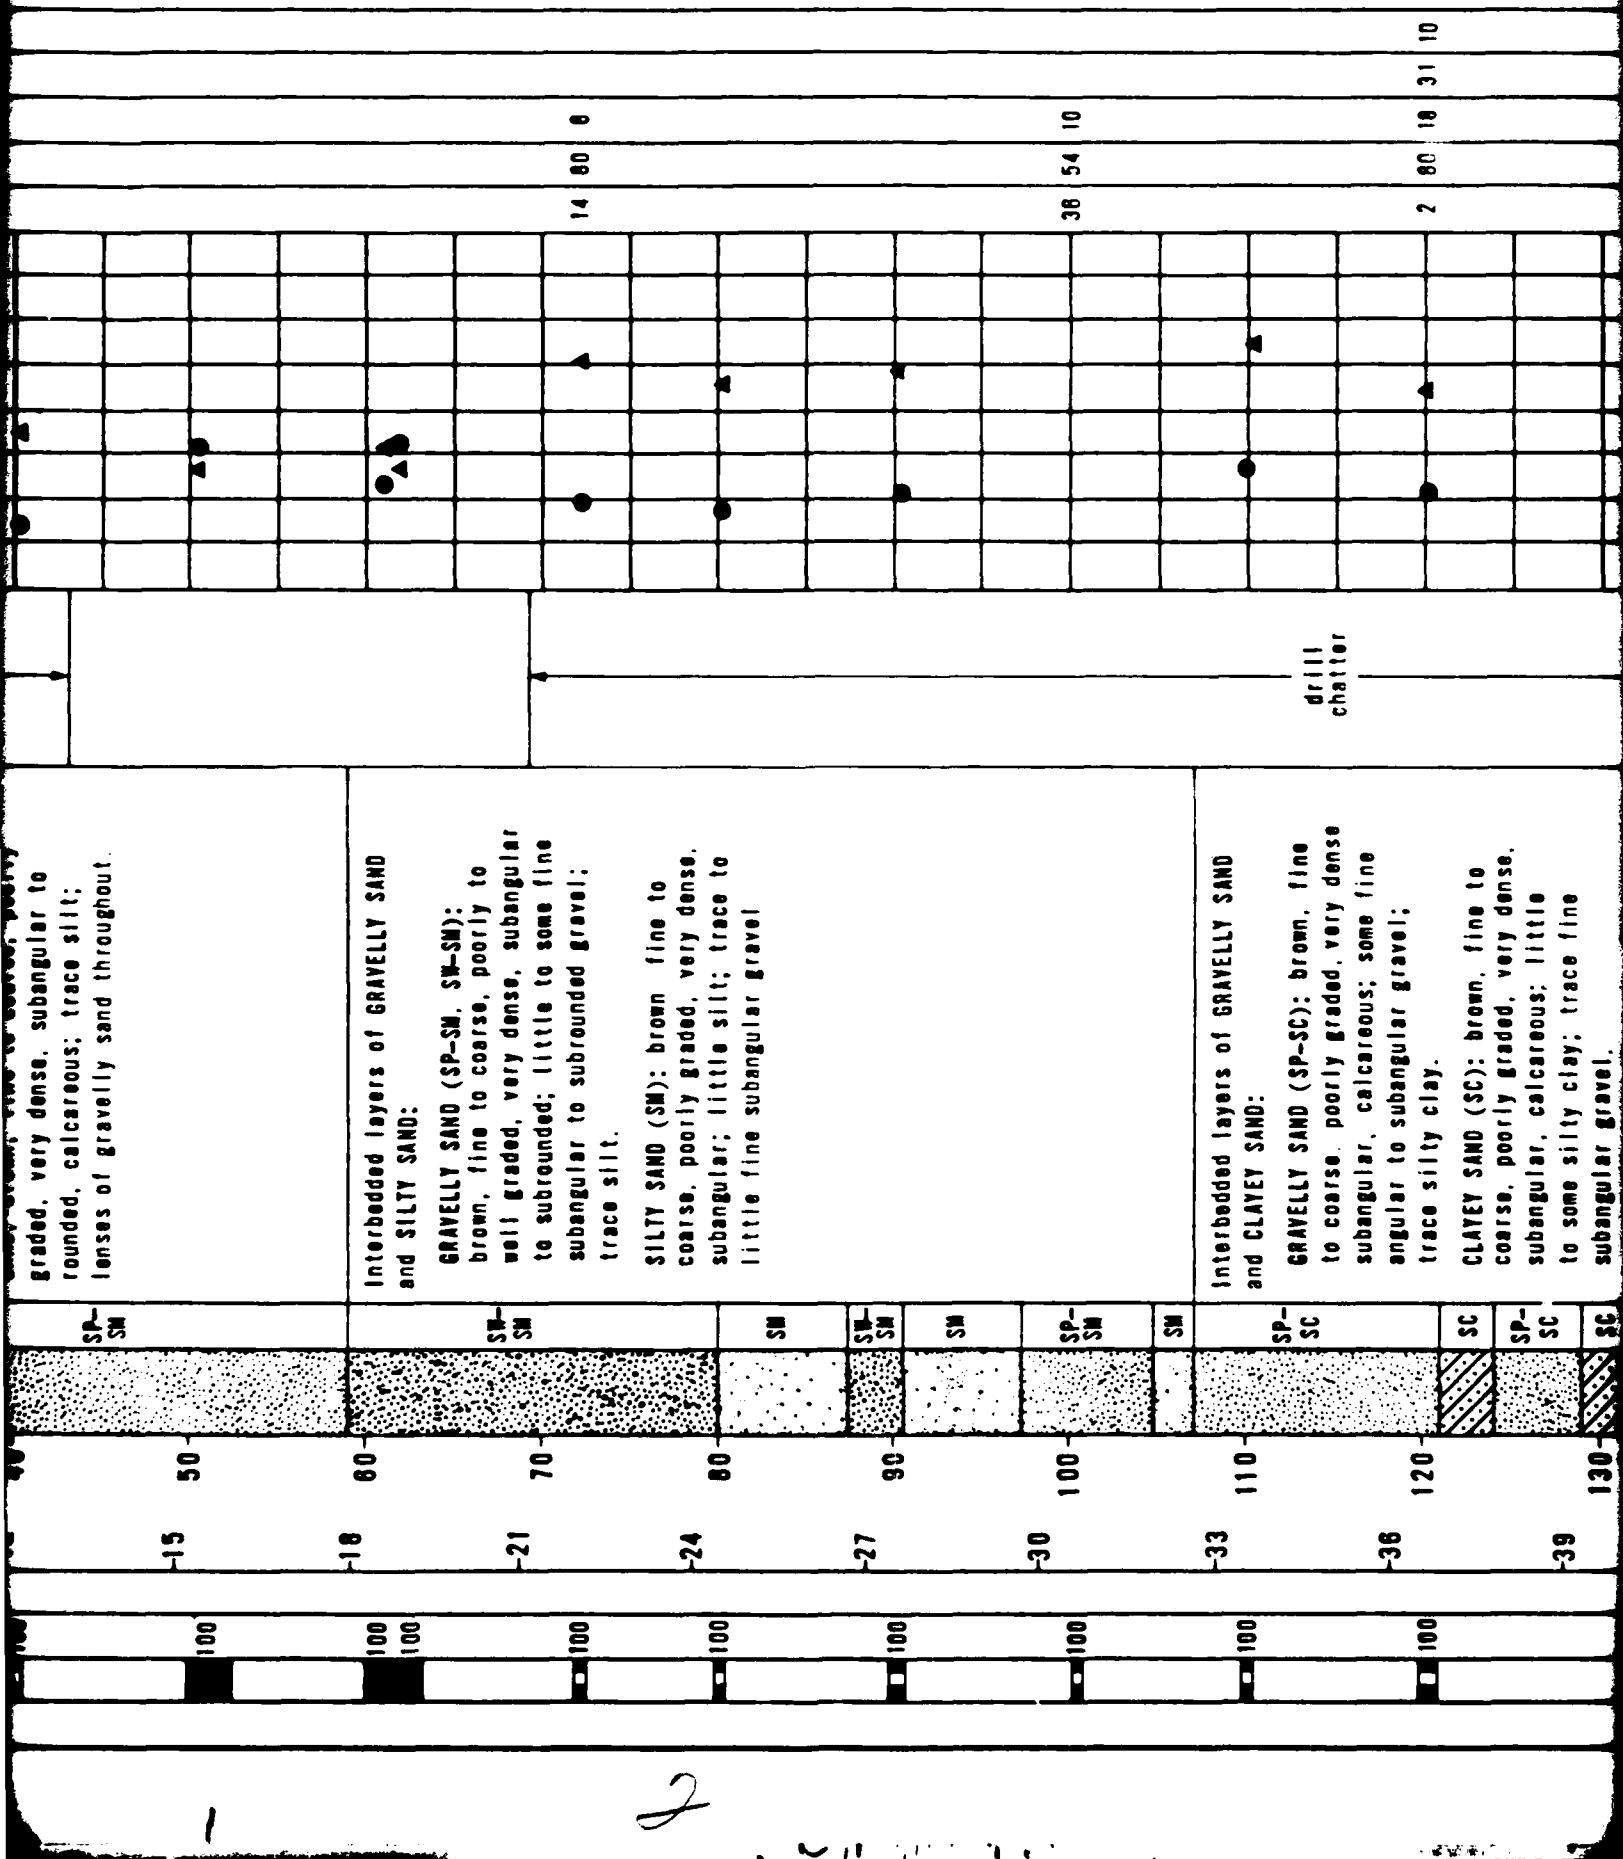 100
100
100
100
100
100
100
100
100
100
-15
-18
-21
-24
-27
-30
-33
-36
-39
40
50
60
70
80
90
100
110
120
130
SP-
SM
SW-
SM
SM
SW-
SM
SM
SP-
SM
SM
SP-
SC
SC
SP-
SC
SC
graded, very dense, subangular to
rounded, calcareous; trace silt;
lenses of gravelly sand throughout.
Interbedded layers of GRAVELLY SAND
and SILTY SAND:
GRAVELLY SAND (SP-SM, SW-SM):
brown, fine to coarse, poorly to
well graded, very dense, subangular
to subrounded; little to some fine
subangular to subrounded gravel;
trace silt.
SILTY SAND (SM): brown fine to
coarse, poorly graded, very dense,
subangular; little silt; trace to
little fine subangular gravel
Interbedded layers of GRAVELLY SAND
and CLAYEY SAND:
GRAVELLY SAND (SP-SC): brown, fine
to coarse, poorly graded, very dense
subangular, calcareous; some fine
angular to subangular gravel;
trace silty clay.
CLAYEY SAND (SC): brown, fine to
coarse, poorly graded, very dense,
subangular, calcareous; little
to some silty clay; trace fine
subangular gravel.
drill
chatter
14 80 6
36 54 10
2 80 18 31 10
1
2